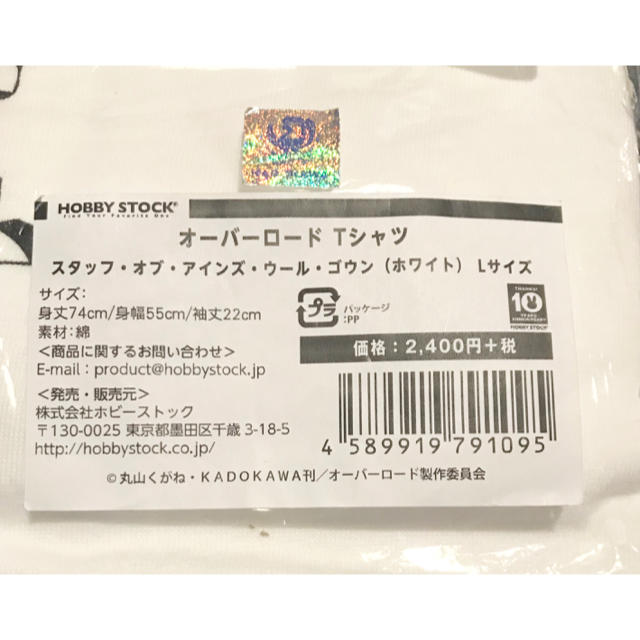 HOBBY STOCK®
Find Your Favorite One
オーバーロード Tシャツ
スタッフ・オブ・アインズ・ウール・ゴウン（ホワイト） Lサイズ
サイズ：
身丈74cm/身幅55cm/袖丈22cm
素材：綿
＜商品に関するお問い合わせ＞
E-mail：product@hobbystock.jp
＜発売・販売元＞
株式会社ホビーストック
〒130-0025 東京都墨田区千歳 3-18-5
http://hobbystock.co.jp/
プラ
パッケージ
:PP
THANKS!
10
YEARS
ANNIVERSARY
HOBBY STOCK
価格：2,400円+税
4 589919 791095
©丸山くがね・KADOKAWA刊／オーバーロード製作委員会